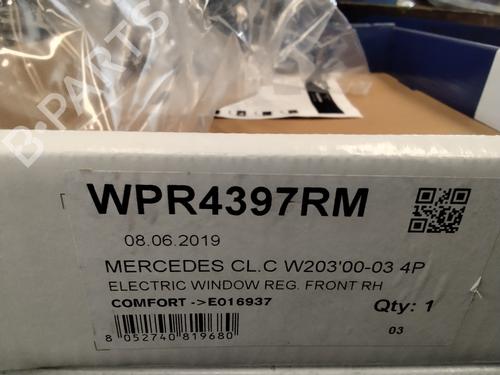 B-PARTS
WPR4397RM
08.06.2019
MERCEDES CL.C W203'00-03 4P
ELECTRIC WINDOW REG. FRONT RH
COMFORT ->E016937
Qty: 1
03
8 052740 819680